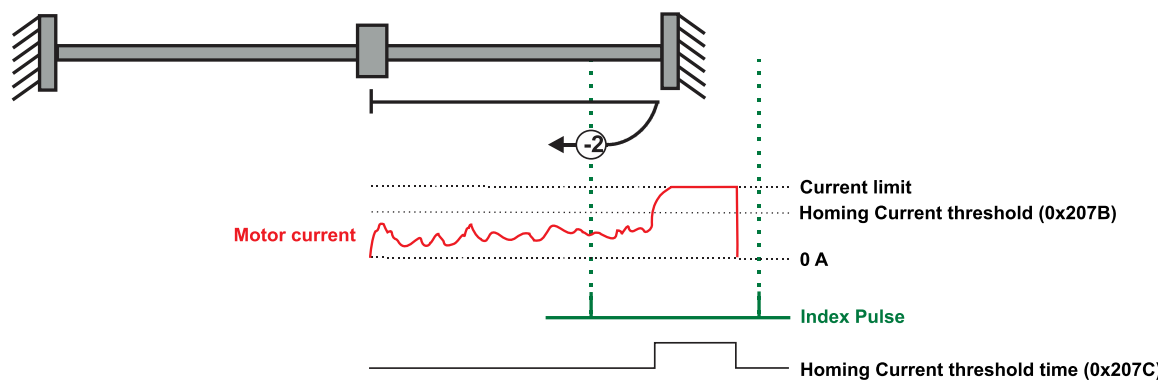 -2
Current limit
Homing Current threshold (0x207B)
Motor current
0 A
Index Pulse
Homing Current threshold time (0x207C)